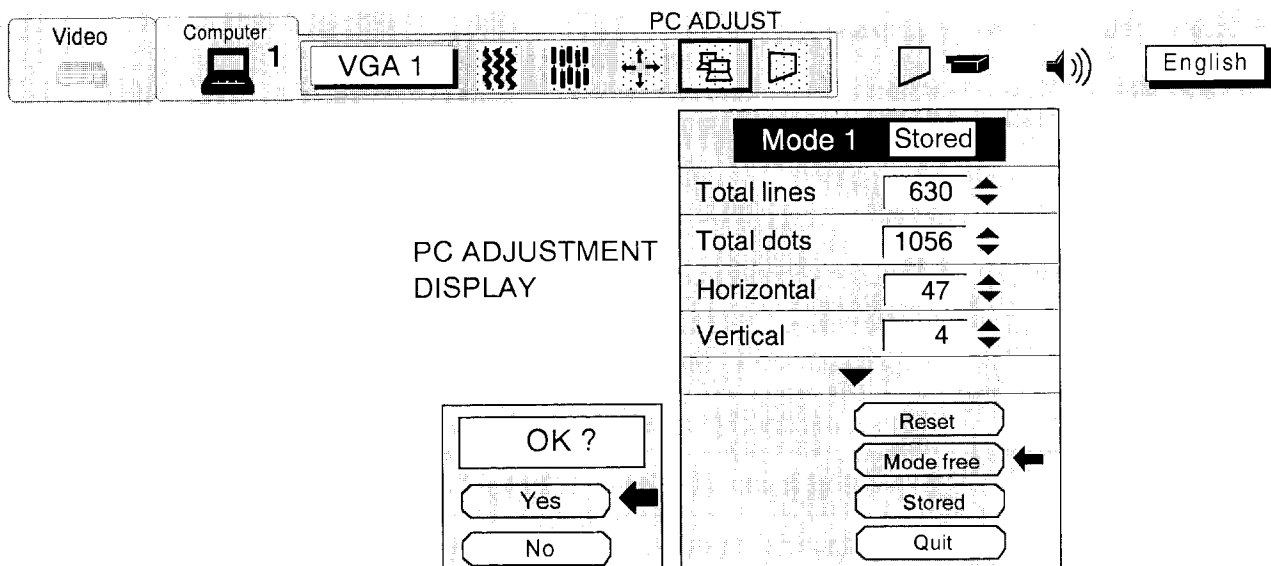 PC ADJUST
Video
Computer
1
VGA 1
English
Mode 1 Stored
Total lines 630
Total dots 1056
Horizontal 47
Vertical 4
PC ADJUSTMENT
DISPLAY
Reset
Mode free
Stored
Quit
OK ?
Yes
No